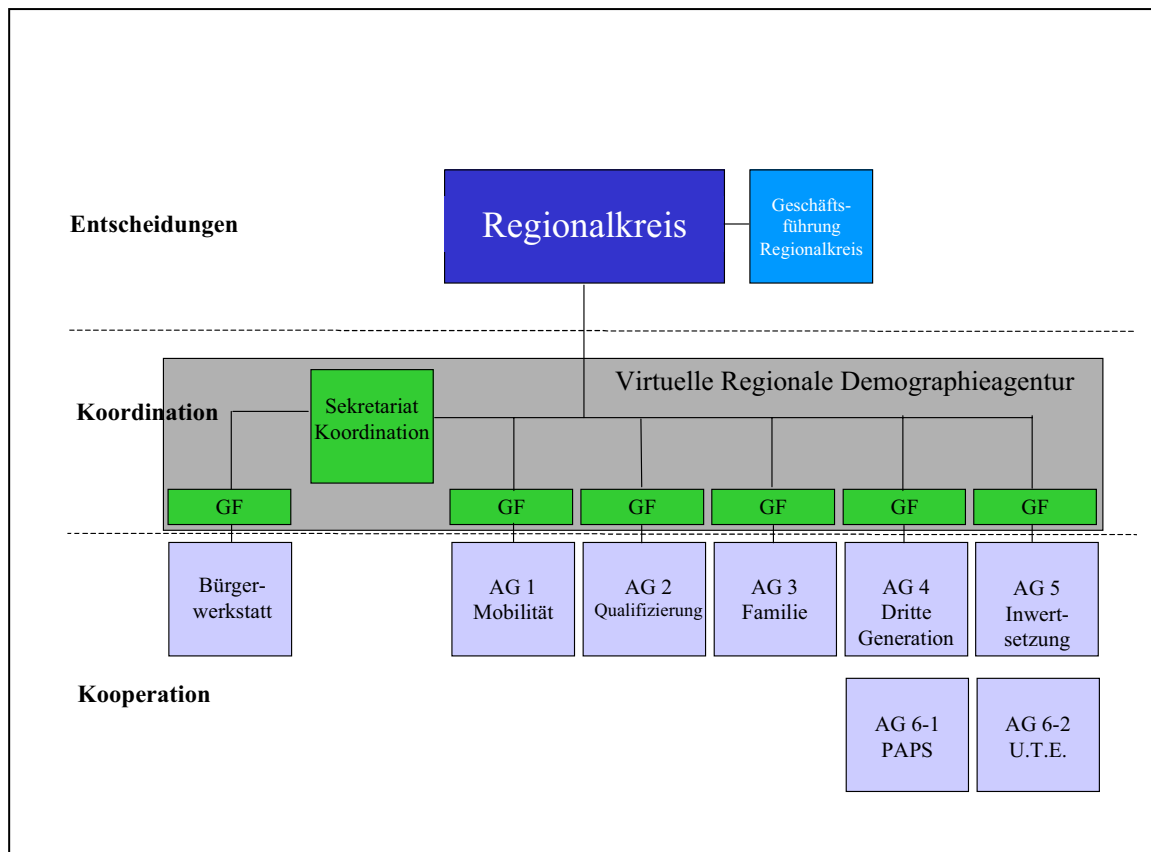 Entscheidungen
Regionalkreis
Geschäfts-
führung
Regionalkreis
Virtuelle Regionale Demographieagentur
Koordination
Sekretariat
Koordination
GF
GF
GF
GF
GF
GF
Bürger-
werkstatt
AG 1
Mobilität
AG 2
Qualifizierung
AG 3
Familie
AG 4
Dritte
Generation
AG 5
Inwert-
setzung
Kooperation
AG 6-1
PAPS
AG 6-2
U.T.E.